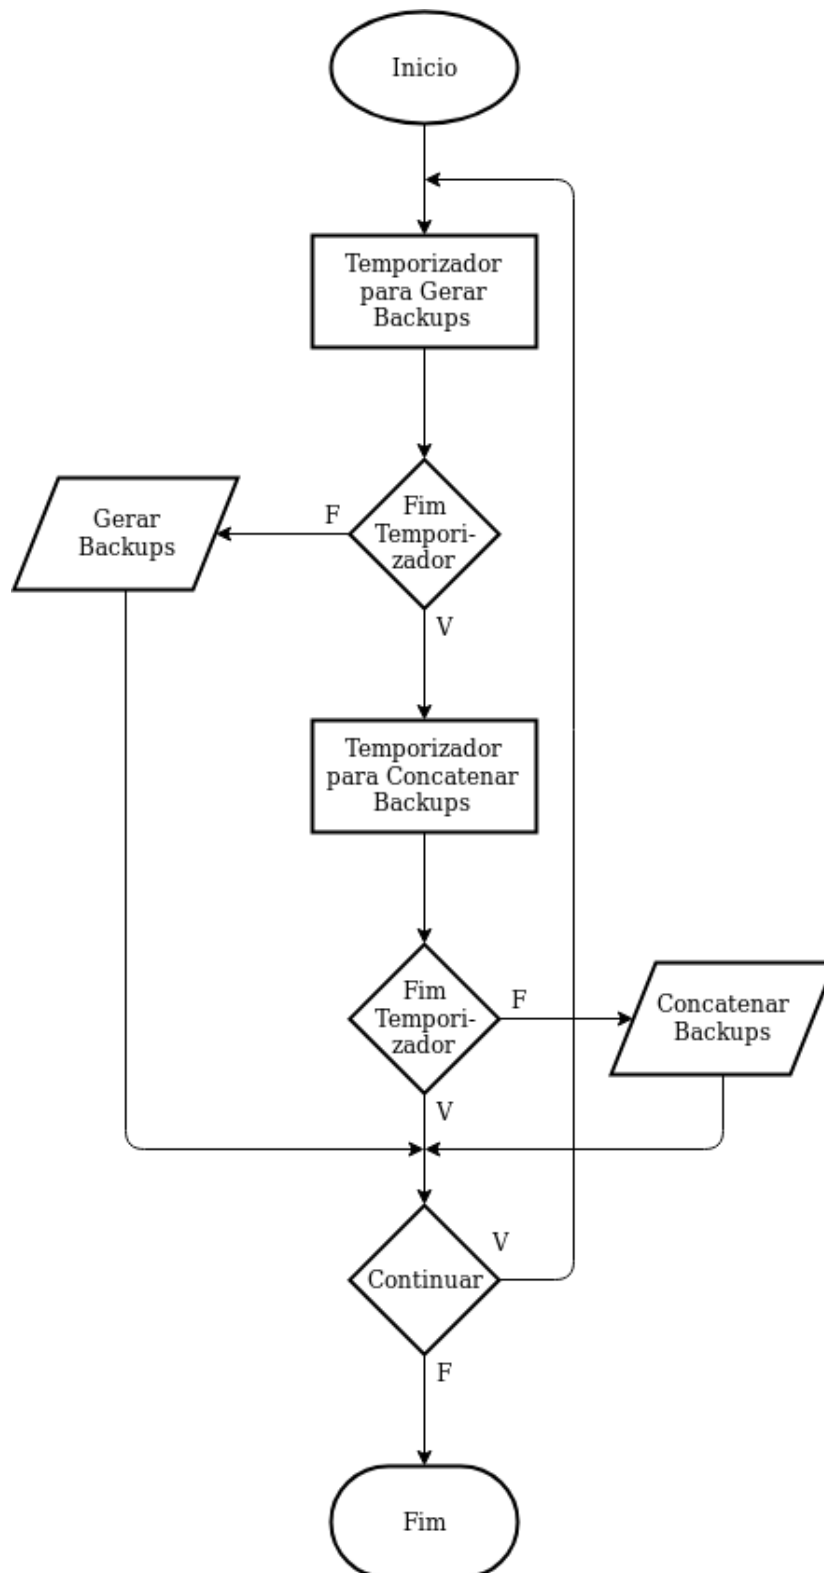 Inicio
Temporizador
para Gerar
Backups
Gerar
Backups
F
Fim
Tempori-
zador
V
Temporizador
para Concatenar
Backups
Fim
Tempori-
zador
F
Concatenar
Backups
V
Continuar
V
F
Fim